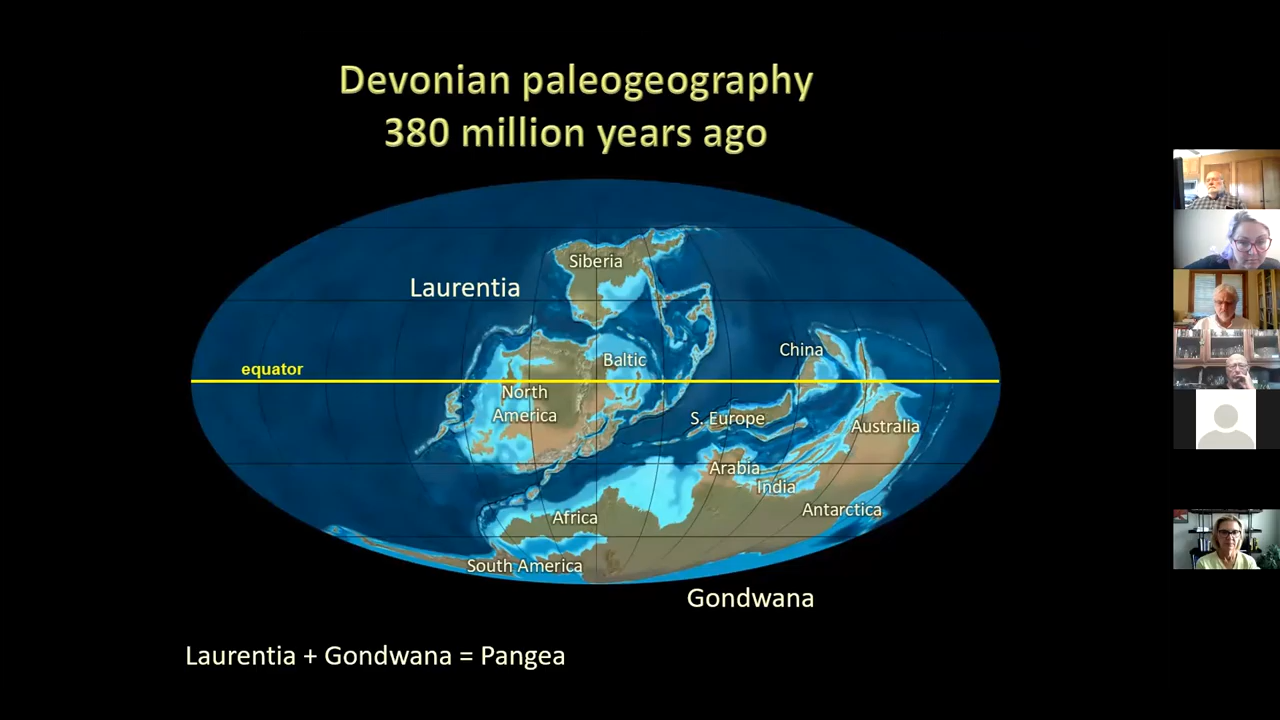 Devonian paleogeography
380 million years ago
Siberia
Laurentia
China
Baltic
equator
North
America
S. Europe
Australia
Arabia
India
Antarctica
Africa
South America
Gondwana
Laurentia + Gondwana = Pangea